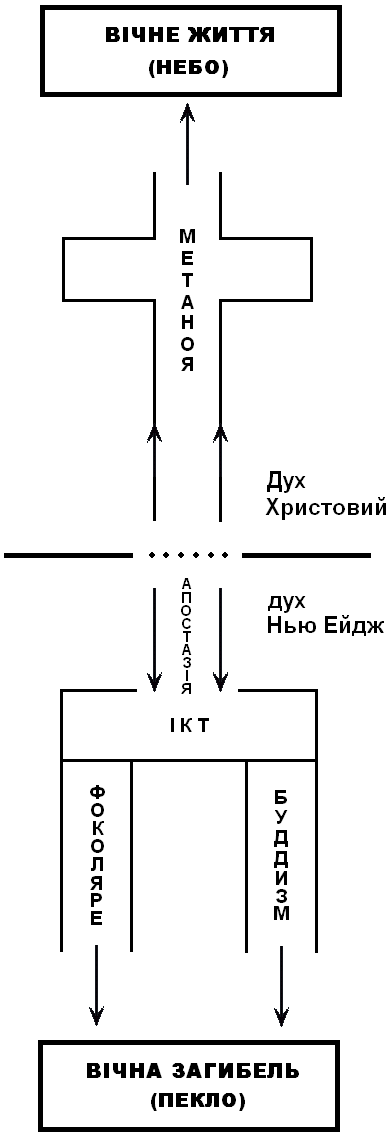 ВІЧНЕ ЖИТТЯ
(НЕБО)
МЕТАНОЯ
Дух
Христовий
АПОСТАЗІЯ
дух
Нью Ейдж
ІКТ
ФОКОЛЯРЕ
БУДДИЗМ
ВІЧНА ЗАГИБЕЛЬ
(ПЕКЛО)